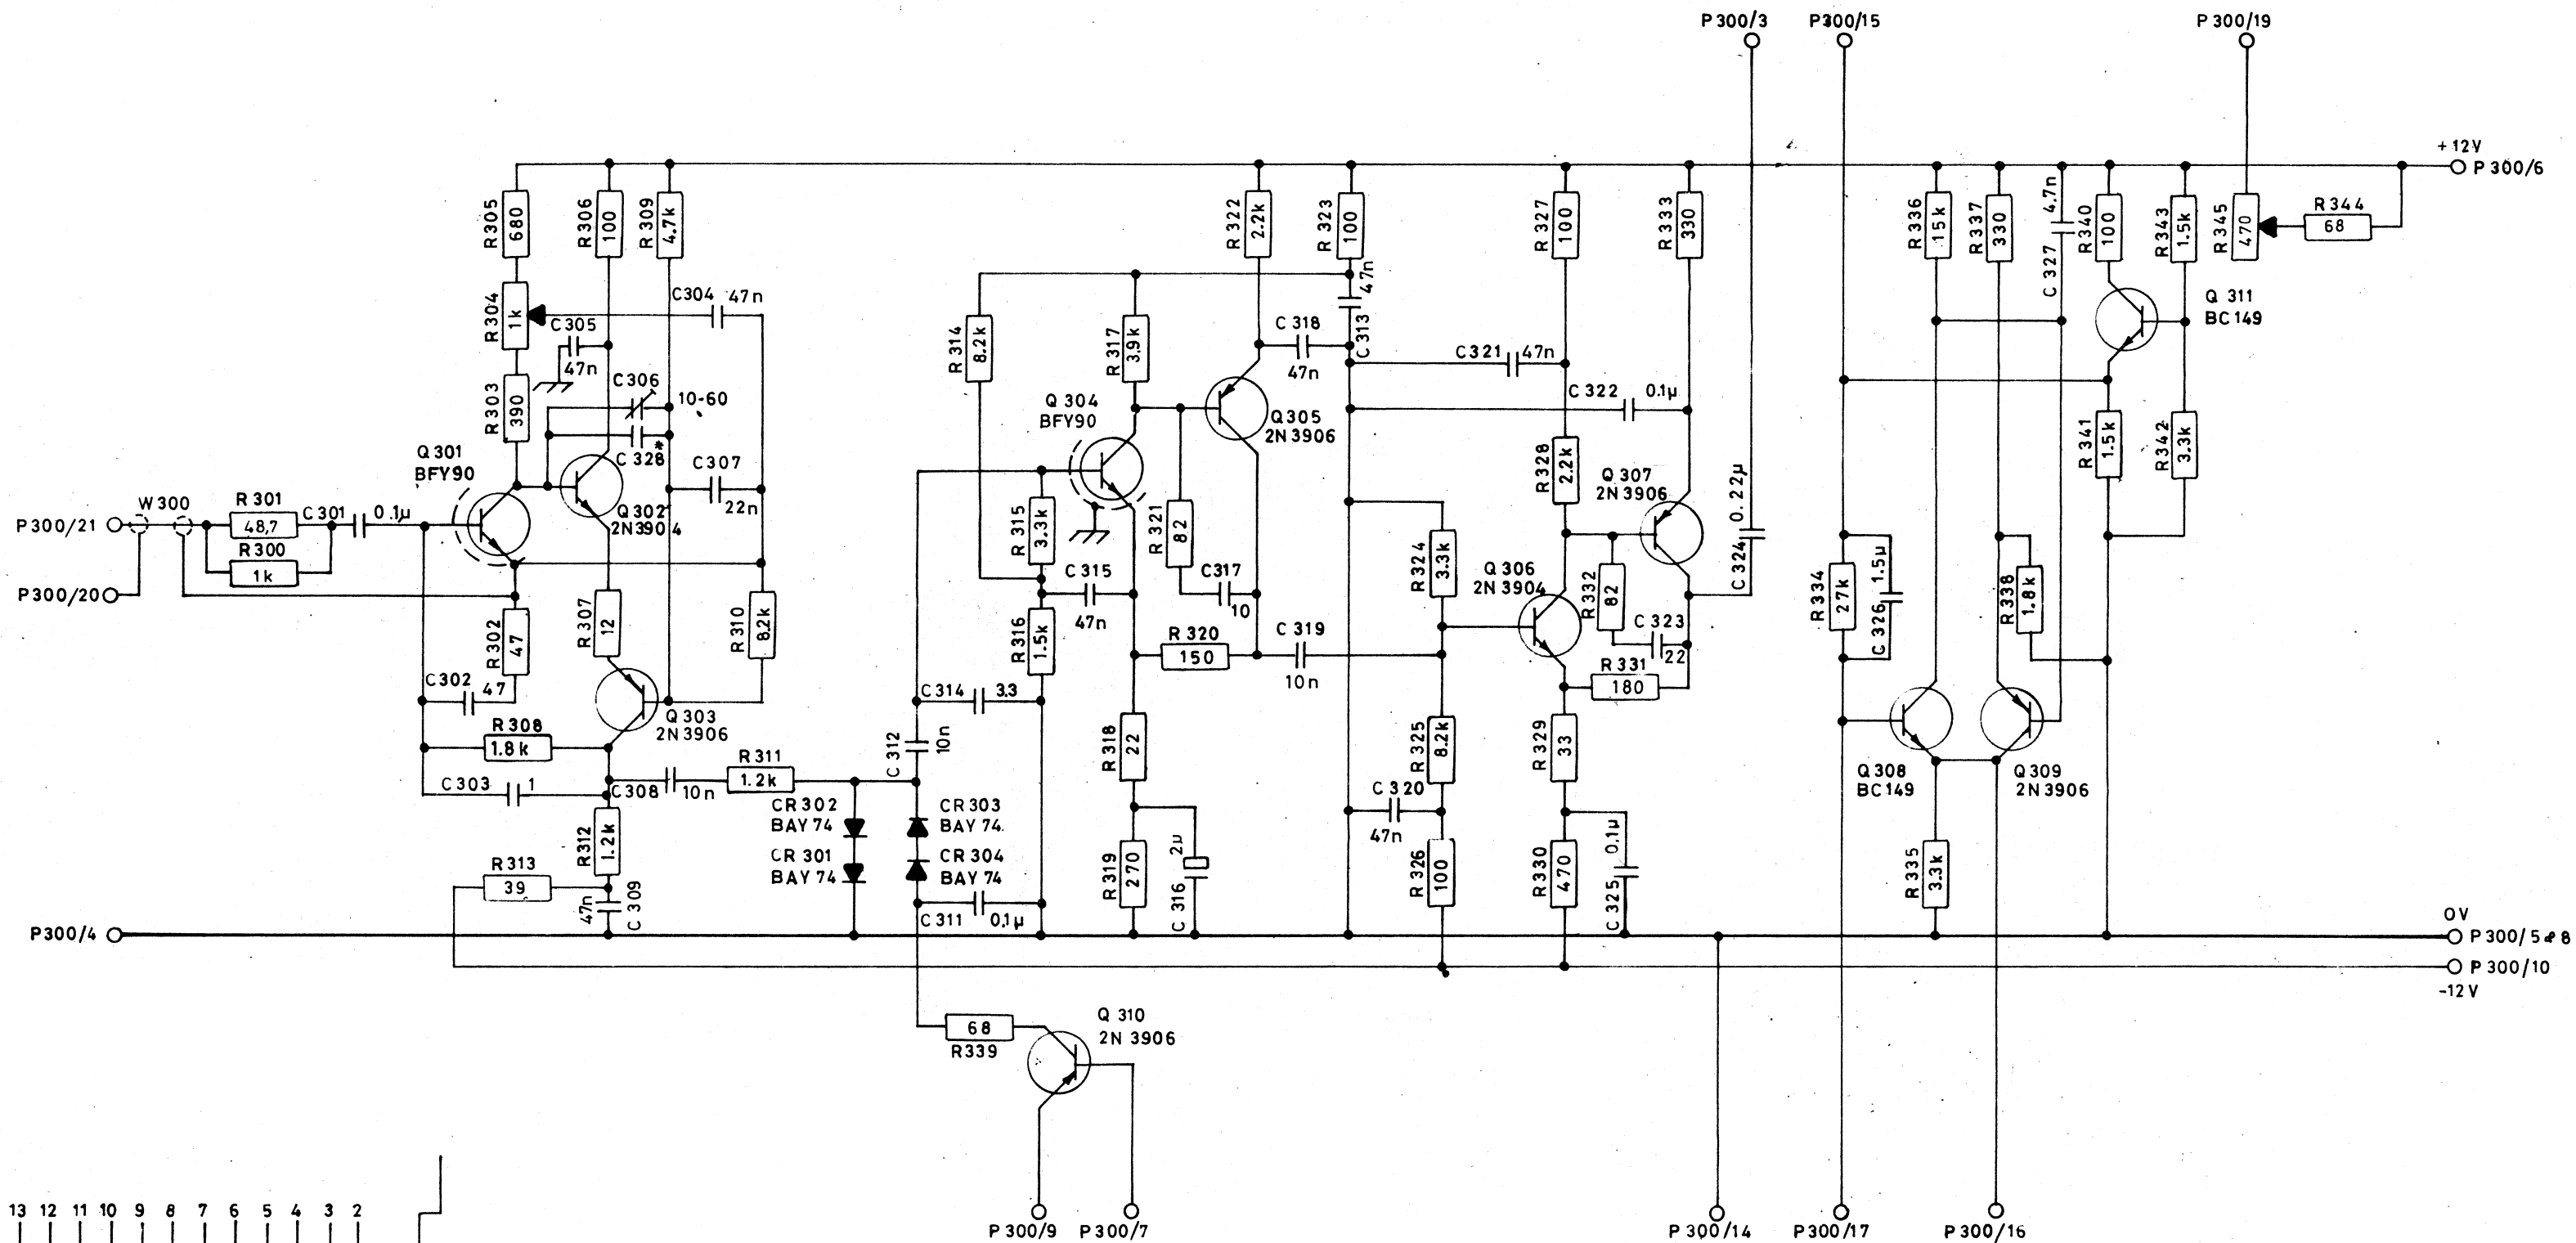 P300/3
P300/15
P300/19
+12V
P300/6
R305
680
R306
100
R309
4.7k
R322
2.2k
R323
100
R327
100
R333
330
R336
15k
R337
330
4.7n
C327
R340
100
R343
1.5k
R345
470
R344
68
R304
1k
C304
47n
C305
47n
C306
10-60
R314
8.2k
R317
3.9k
C318
47n
47n
C313
C321
47n
Q311
BC149
R303
390
C328*
C322
0.1µ
Q304
BFY90
Q305
2N3906
R341
1.5k
R342
3.3k
Q301
BFY90
C307
22n
Q302
2N3904
R328
2.2k
Q307
2N3906
0.22µ
C324
W300
R301
48,7
C301
0.1µ
P300/21
R300
1k
R315
3.3k
R321
82
R324
3.3k
Q306
2N3904
R332
82
R334
27k
1.5µ
C326
R338
1.8k
P300/20
C315
47n
C317
10
R302
47
R307
12
R310
8.2k
R316
1.5k
R320
150
C319
10n
C323
22
R331
180
C302
47
C314
3.3
Q303
2N3906
R308
1.8k
C312
10n
R318
22
R325
8.2k
R329
33
C303
1
C308
10n
R311
1.2k
Q308
BC149
Q309
2N3906
CR302
BAY74
CR303
BAY74
C320
47n
R312
1.2k
CR301
BAY74
CR304
BAY74
R313
39
47n
C309
C311
0.1µ
R319
270
2µ
C316
R326
100
R330
470
0.1µ
C325
R335
3.3k
P300/4
0V
P300/5&8
P300/10
-12V
68
R339
Q310
2N3906
13 12 11 10 9 8 7 6 5 4 3 2
P300/9
P300/7
P300/14
P300/17
P300/16